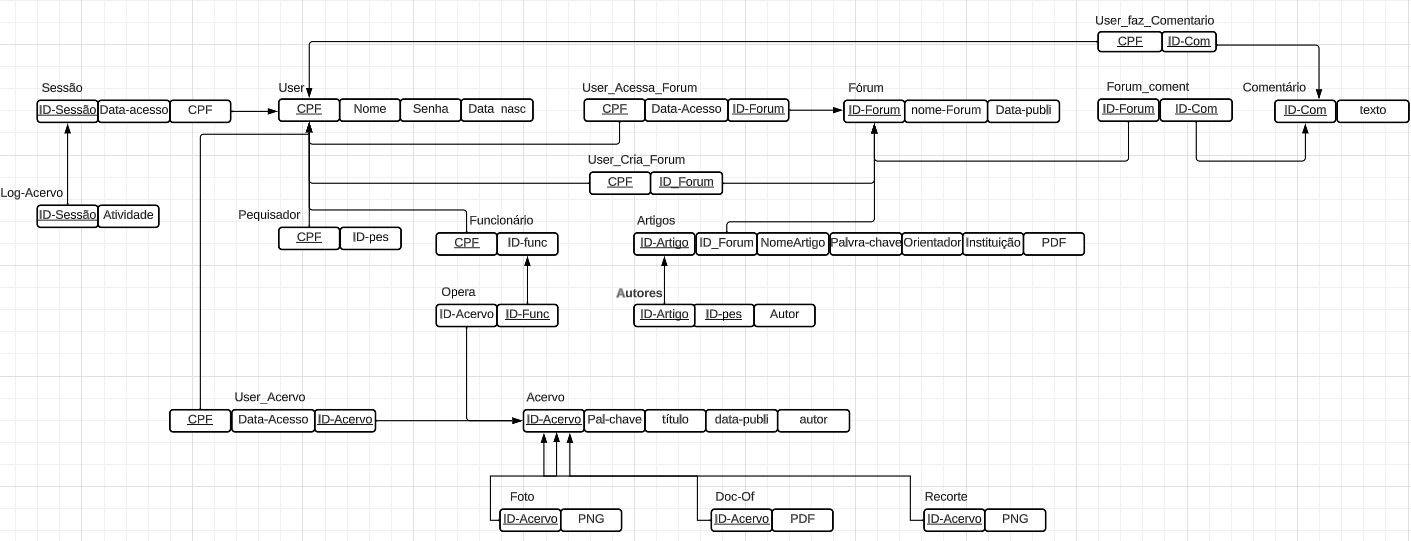 User_faz_Comentario
CPF ID-Com
Sessão User User_Acessa_Forum Fórum Forum_coment Comentário
ID-Sessão Data-acesso CPF CPF Nome Senha Data nasc CPF Data-Acesso ID-Forum ID-Forum nome-Forum Data-publi ID-Forum ID-Com ID-Com texto
User_Cria_Forum
CPF ID_Forum
Log-Acervo
ID-Sessão Atividade
Pequisador Funcionário Artigos
CPF ID-pes CPF ID-func ID-Artigo ID_Forum NomeArtigo Palvra-chave Orientador Instituição PDF
Opera Autores
ID-Acervo ID-Func ID-Artigo ID-pes Autor
User_Acervo Acervo
CPF Data-Acesso ID-Acervo ID-Acervo Pal-chave título data-publi autor
Foto Doc-Of Recorte
ID-Acervo PNG ID-Acervo PDF ID-Acervo PNG